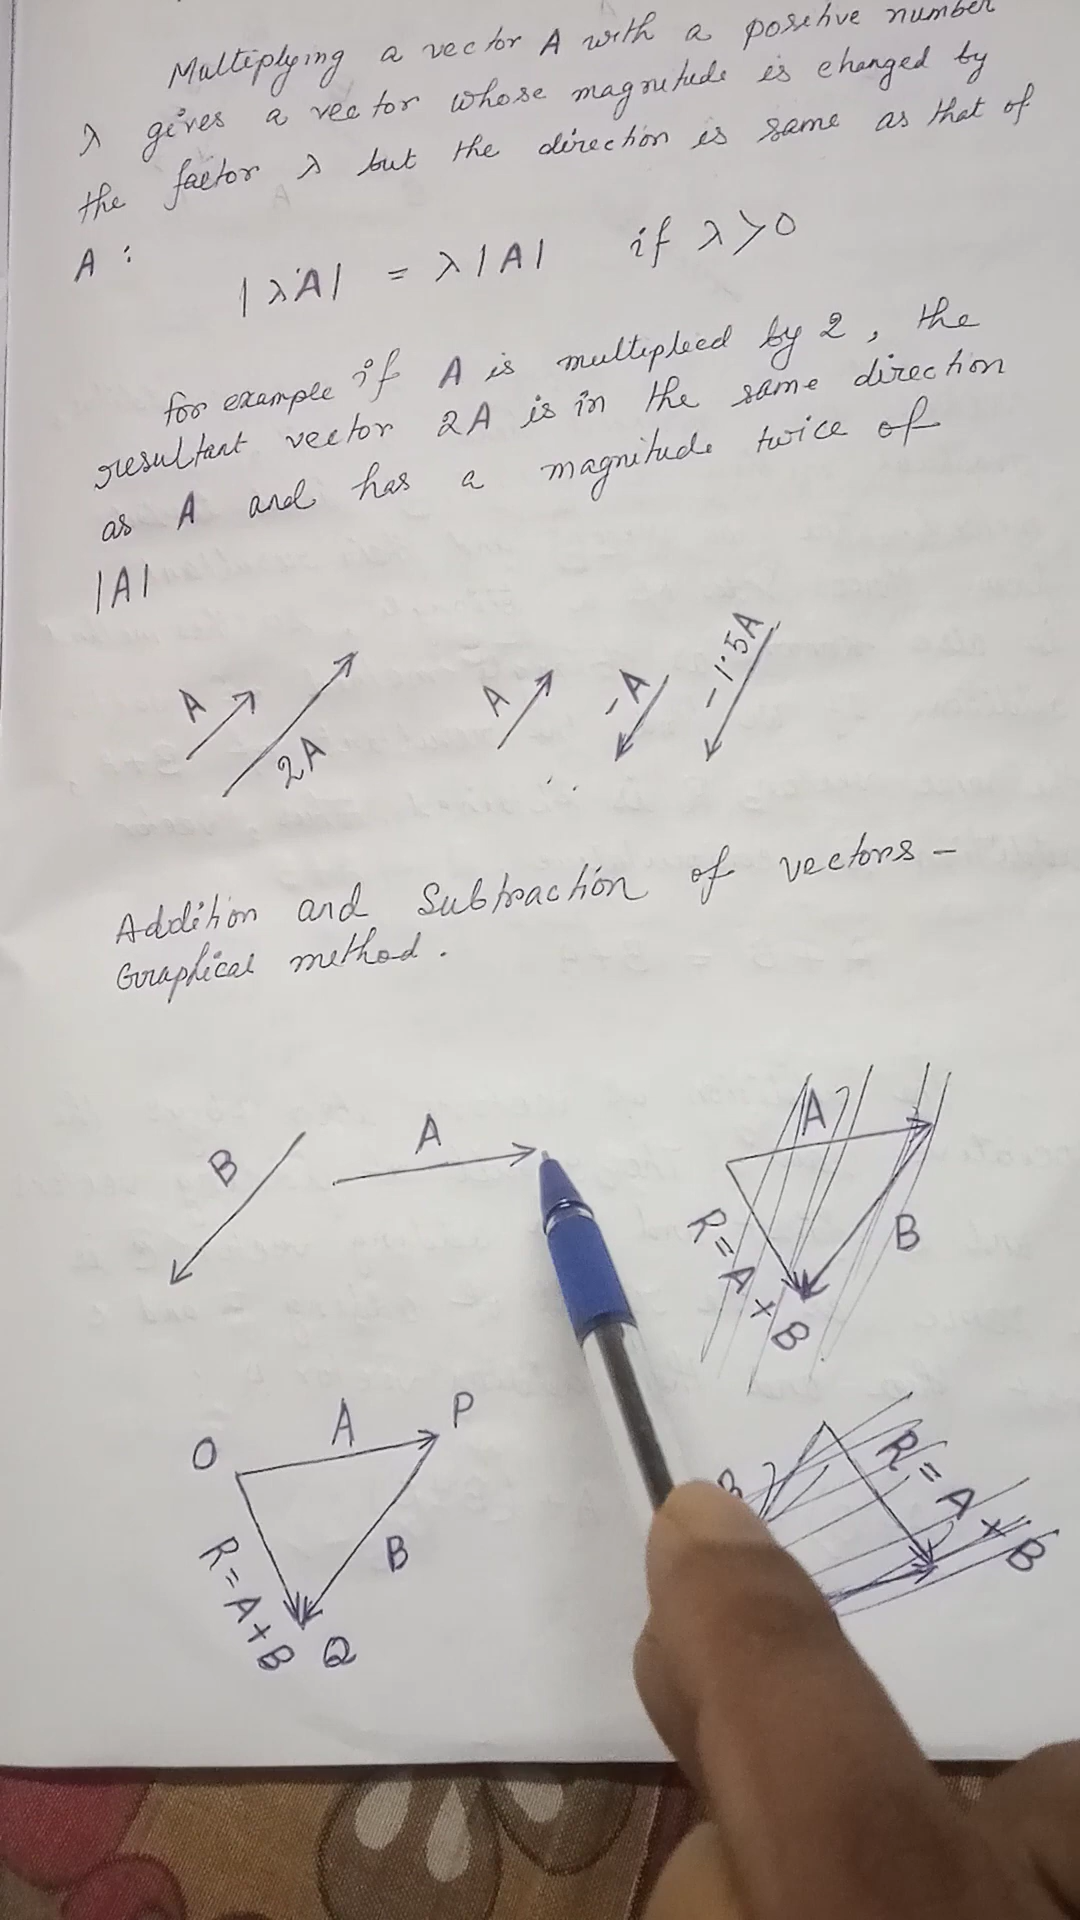 Multiplying a vector A with a positive number
λ gives a vector whose magnitude is changed by
the factor λ but the direction is same as that of
A :
|λA| = λ|A| if λ>0
for example if A is multiplied by 2, the
resultant vector 2A is in the same direction
as A and has a magnitude twice of
|A|
A
2A
A
-A
-1.5A
Addition and Subtraction of vectors -
Graphical method.
B
A
A
B
R = A + B
O
A
P
B
R = A + B
Q
B
R = A + B